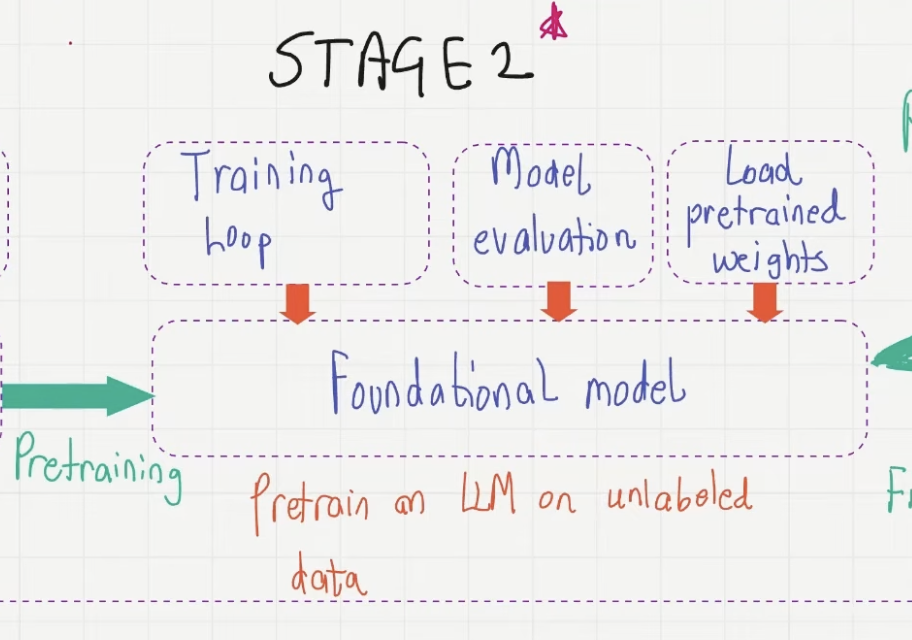 STAGE 2
Training
Loop
Model
evaluation
Load
pretrained
weights
Foundational model
Pretraining
Pretrain an LLM on unlabeled
data